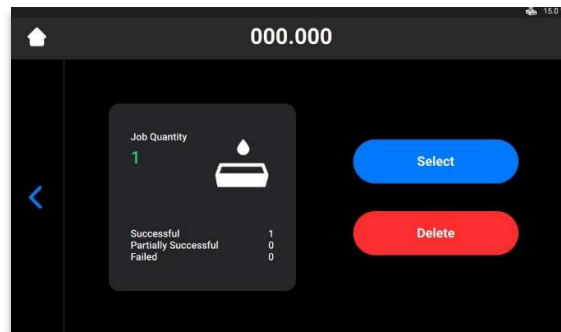 15.0
000.000
Job Quantity
1
Select
Successful 1
Partially Successful 0
Failed 0
Delete